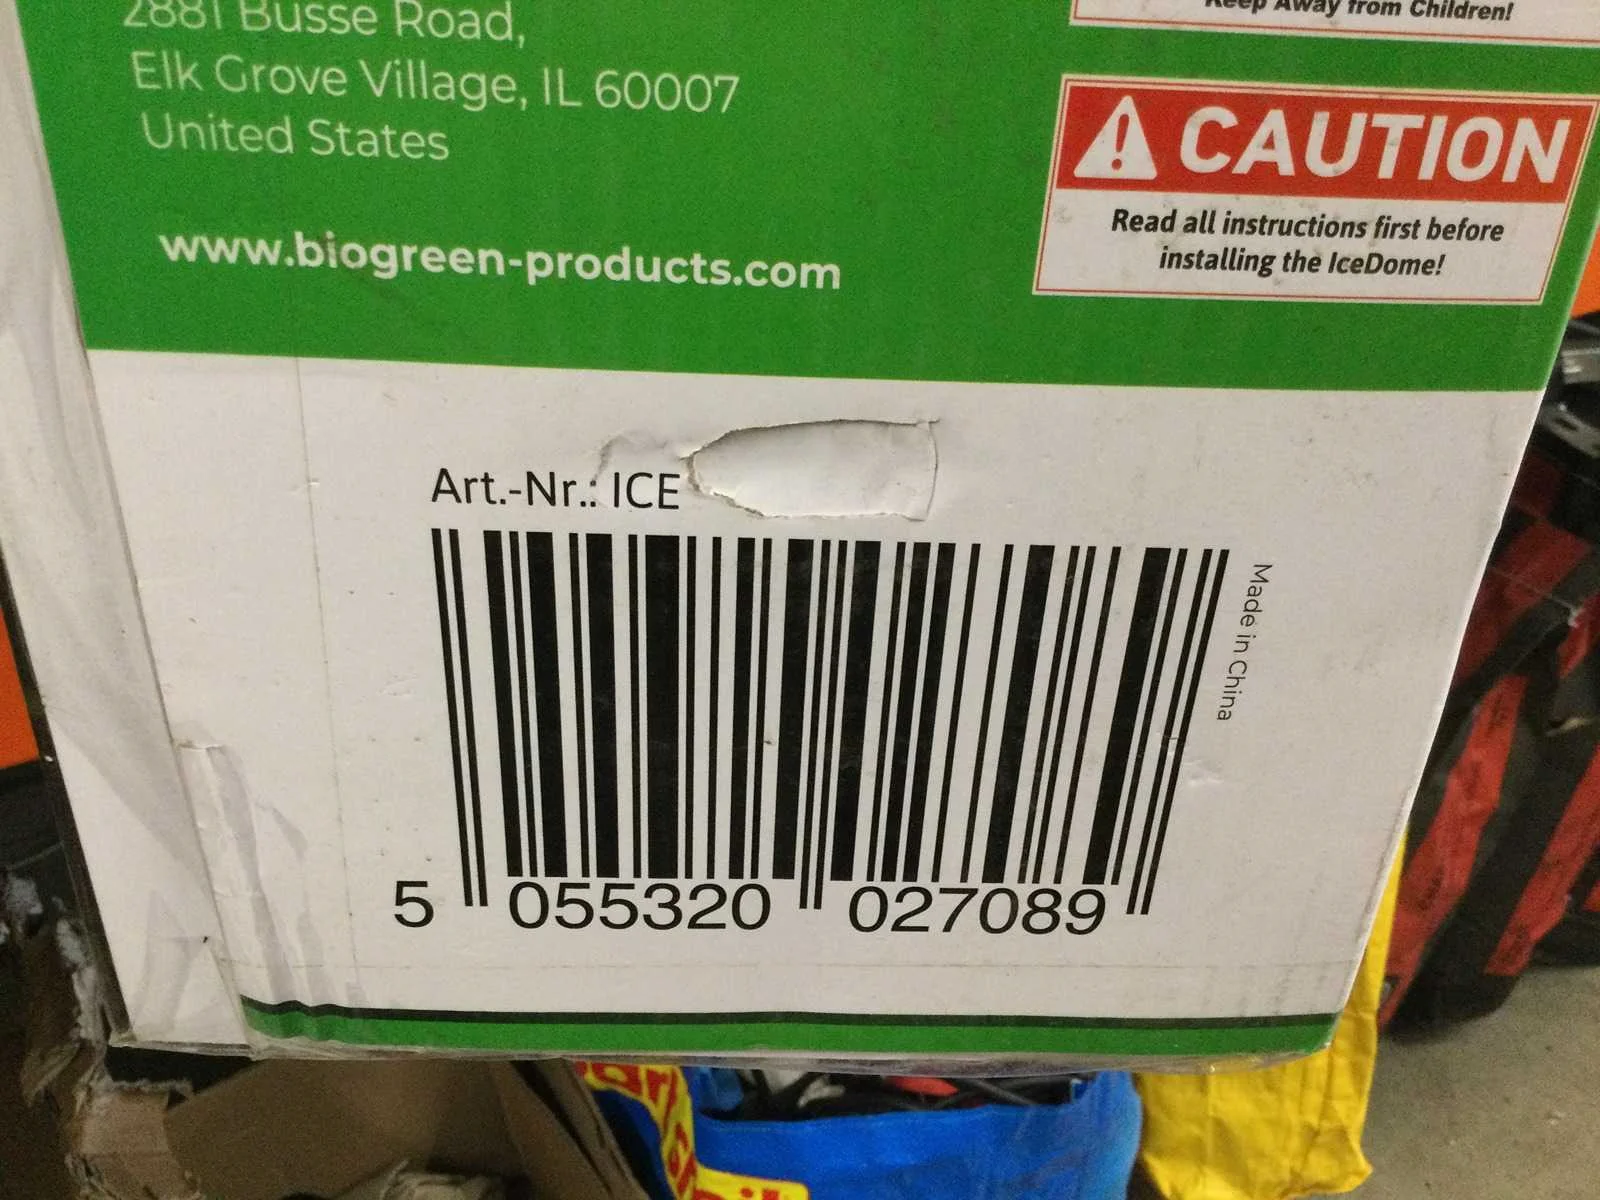 2881 Busse Road,
Elk Grove Village, IL 60007
United States
www.biogreen-products.com
Keep Away from Children!
CAUTION
Read all instructions first before
installing the IceDome!
Art.-Nr.: ICE
Made in China
5 055320 027089